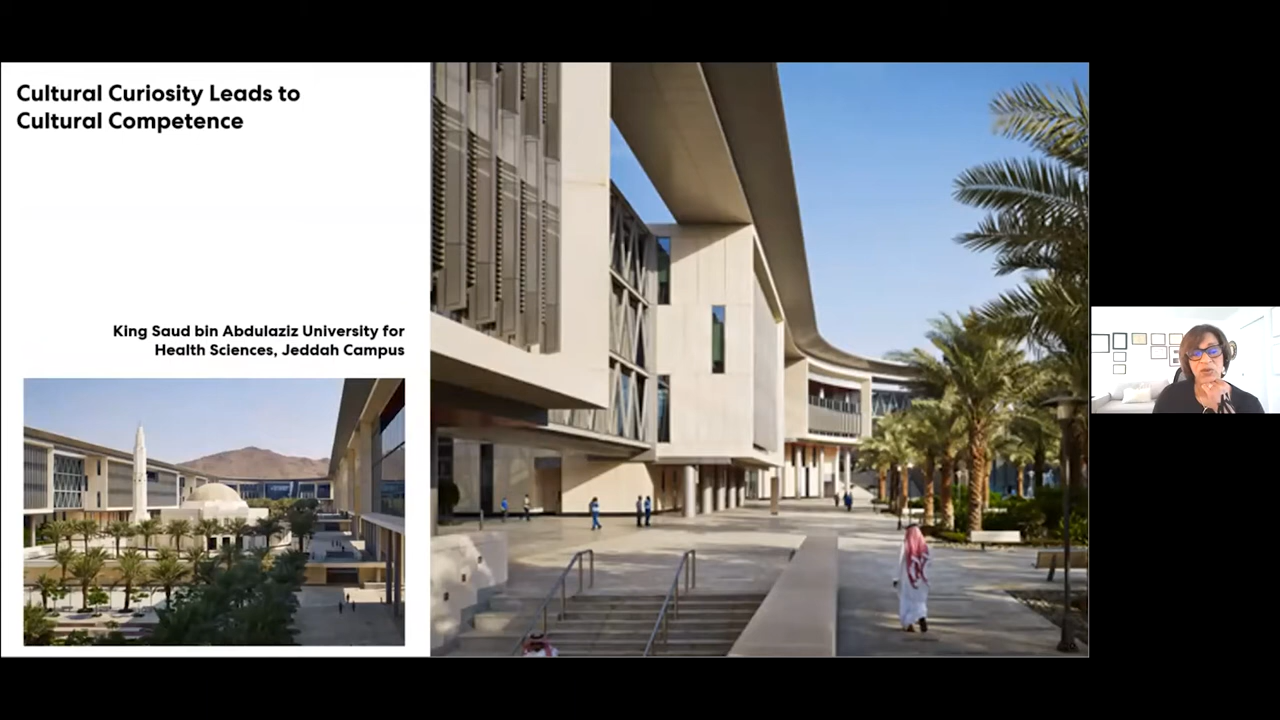 Cultural Curiosity Leads to
Cultural Competence
King Saud bin Abdulaziz University for
Health Sciences, Jeddah Campus